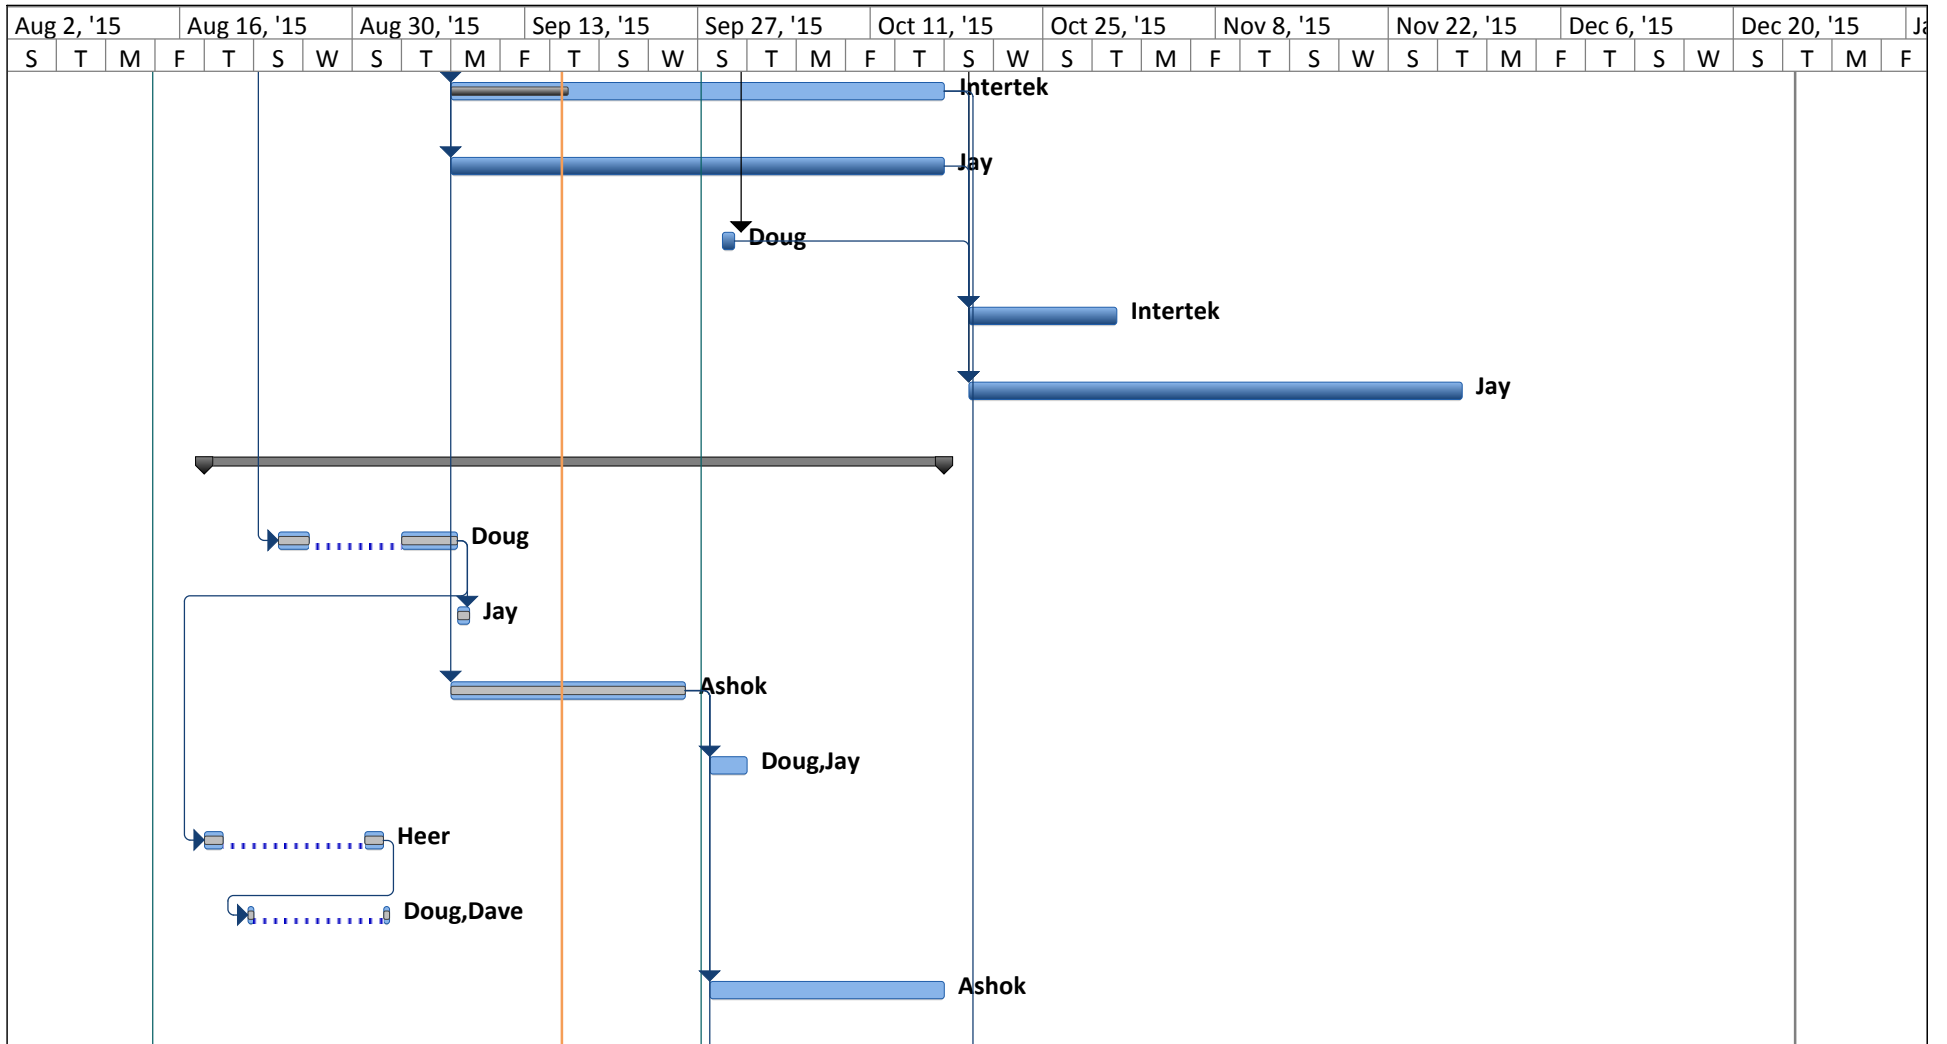 Aug 2, '15 Aug 16, '15 Aug 30, '15 Sep 13, '15 Sep 27, '15 Oct 11, '15 Oct 25, '15 Nov 8, '15 Nov 22, '15 Dec 6, '15 Dec 20, '15
S T M F T S W S T M F T S W S T M F T S W S T M F T S W S T M F T S W S T M F
Intertek
Jay
Doug
Intertek
Jay
Doug
Jay
Ashok
Doug,Jay
Heer
Doug,Dave
Ashok